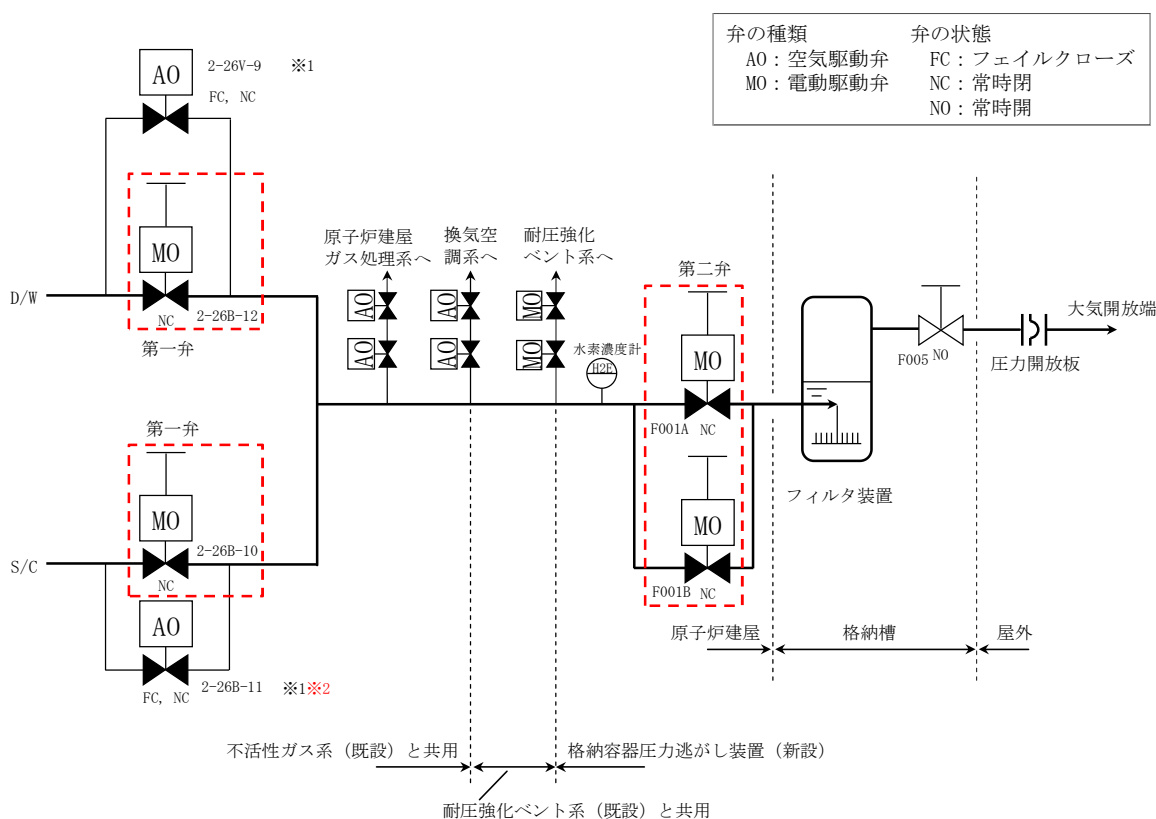 弁の種類
AO：空気駆動弁
MO：電動駆動弁
弁の状態
FC：フェイルクローズ
NC：常時閉
NO：常時開
AO
2-26V-9 ※1
FC, NC
MO
D/W
NC
2-26B-12
第一弁
第一弁
MO
2-26B-10
S/C
NC
AO
2-26B-11 ※1※2
FC, NC
原子炉建屋
ガス処理系へ
換気空
調系へ
耐圧強化
ベント系へ
AO
AO
MO
AO
AO
MO
水素濃度計
H2E
第二弁
MO
F001A NC
MO
F001B NC
フィルタ装置
F005 NO
圧力開放板
大気開放端
原子炉建屋
格納槽
屋外
不活性ガス系（既設）と共用
格納容器圧力逃がし装置（新設）
耐圧強化ベント系（既設）と共用